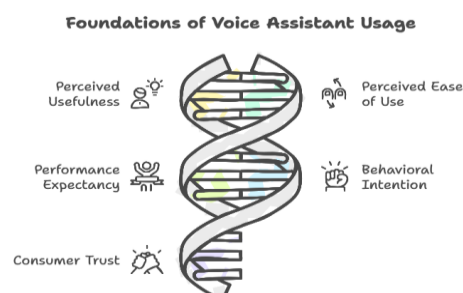 Foundations of Voice Assistant Usage
Perceived
Usefulness
Perceived Ease
of Use
Performance
Expectancy
Behavioral
Intention
Consumer Trust